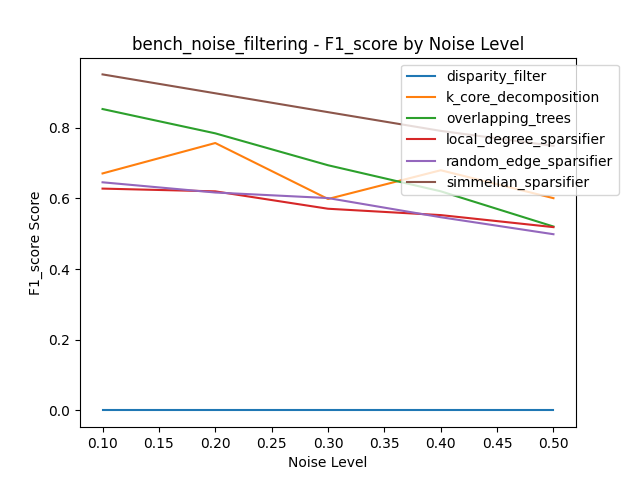 bench_noise_filtering - F1_score by Noise Level
disparity_filter
k_core_decomposition
overlapping_trees
local_degree_sparsifier
random_edge_sparsifier
simmelian_sparsifier
F1_score Score
0.8
0.6
0.4
0.2
0.0
0.10 0.15 0.20 0.25 0.30 0.35 0.40 0.45 0.50
Noise Level